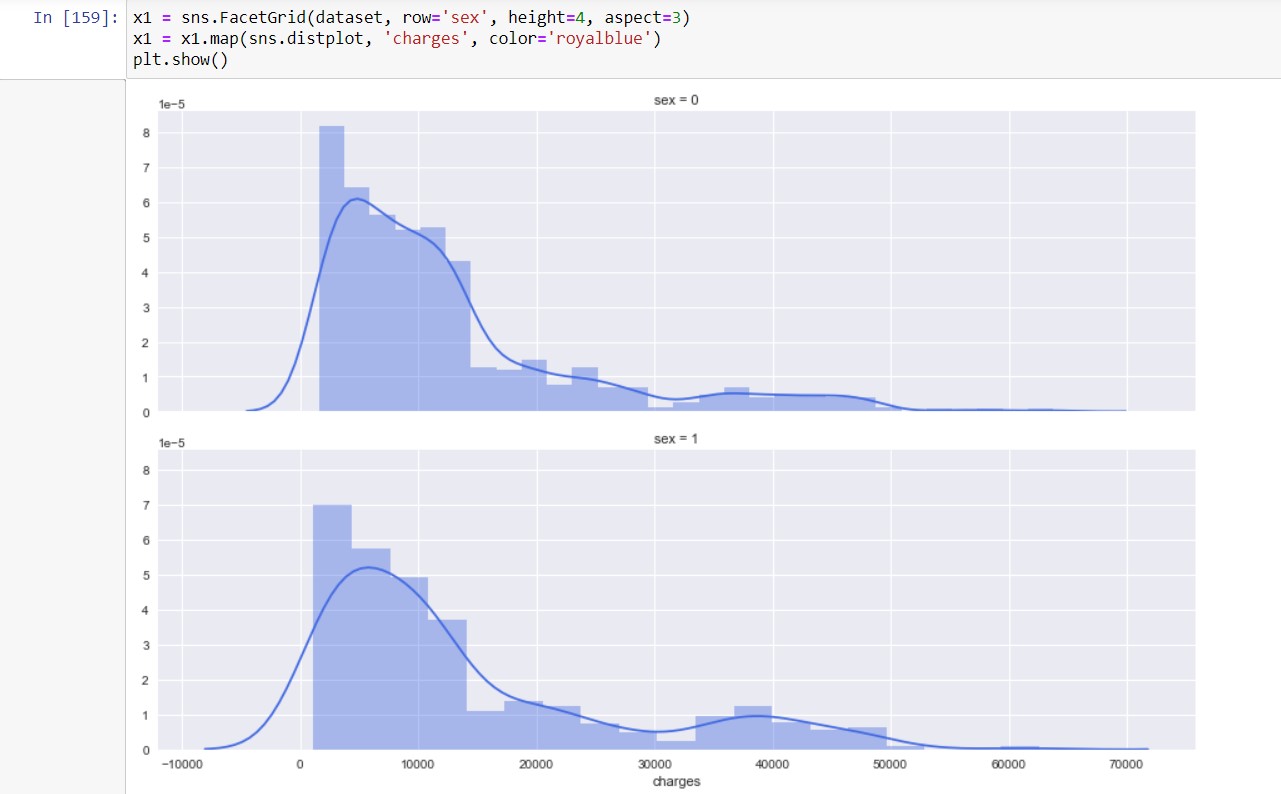 In [159]: x1 = sns.FacetGrid(dataset, row='sex', height=4, aspect=3)
x1 = x1.map(sns.distplot, 'charges', color='royalblue')
plt.show()
1e−5
sex = 0
8
7
6
5
4
3
2
1
0
1e−5
sex = 1
8
7
6
5
4
3
2
1
0
−10000 0 10000 20000 30000 40000 50000 60000 70000
charges